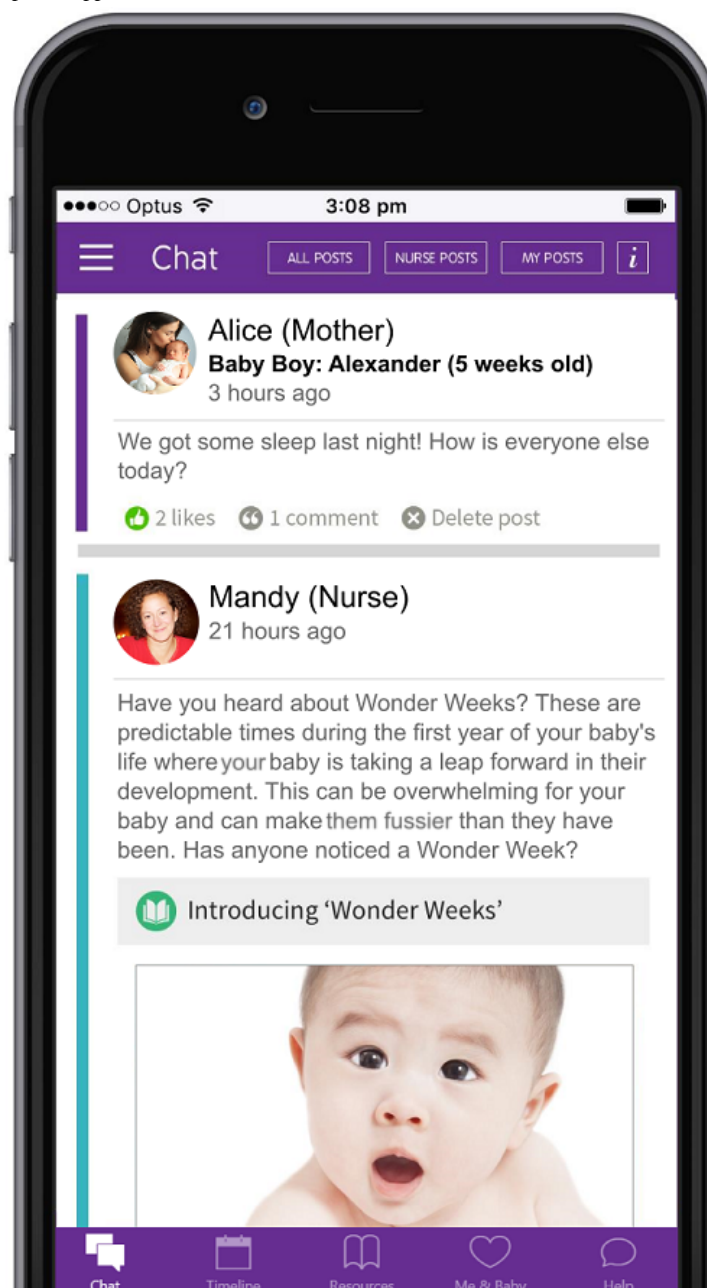 Optus
3:08 pm
Chat
ALL POSTS
NURSE POSTS
MY POSTS
i
Alice (Mother)
Baby Boy: Alexander (5 weeks old)
3 hours ago
We got some sleep last night! How is everyone else
today?
2 likes
1 comment
Delete post
Mandy (Nurse)
21 hours ago
Have you heard about Wonder Weeks? These are
predictable times during the first year of your baby's
life where your baby is taking a leap forward in their
development. This can be overwhelming for your
baby and can make them fussier than they have
been. Has anyone noticed a Wonder Week?
Introducing ‘Wonder Weeks’
Chat
Timeline
Resources
Me & Baby
Help